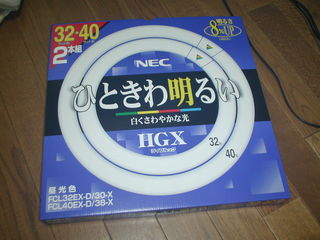 32-40
2本組
明るさ
8%UP
NEC
ひときわ明るい
白くさわやかな光
HGX
32
40
昼光色
FCL32EX-D/30-X
FCL40EX-D/38-X